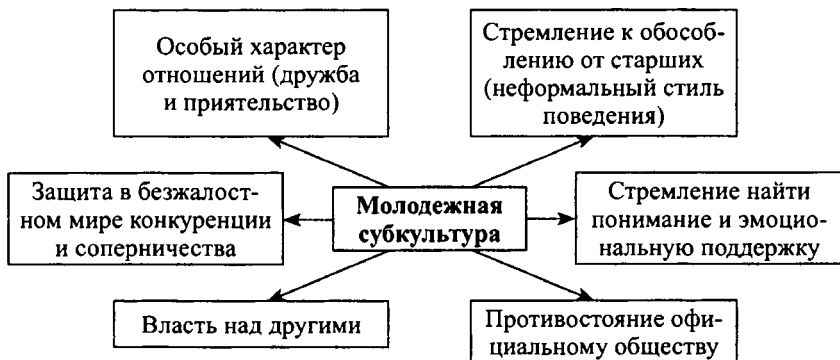 Особый характер
отношений (дружба
и приятельство)
Стремление к обособ-
лению от старших
(неформальный стиль
поведения)
Защита в безжалост-
ном мире конкуренции
и соперничества
Молодежная
субкультура
Стремление найти
понимание и эмоцио-
нальную поддержку
Власть над другими
Противостояние офи-
циальному обществу